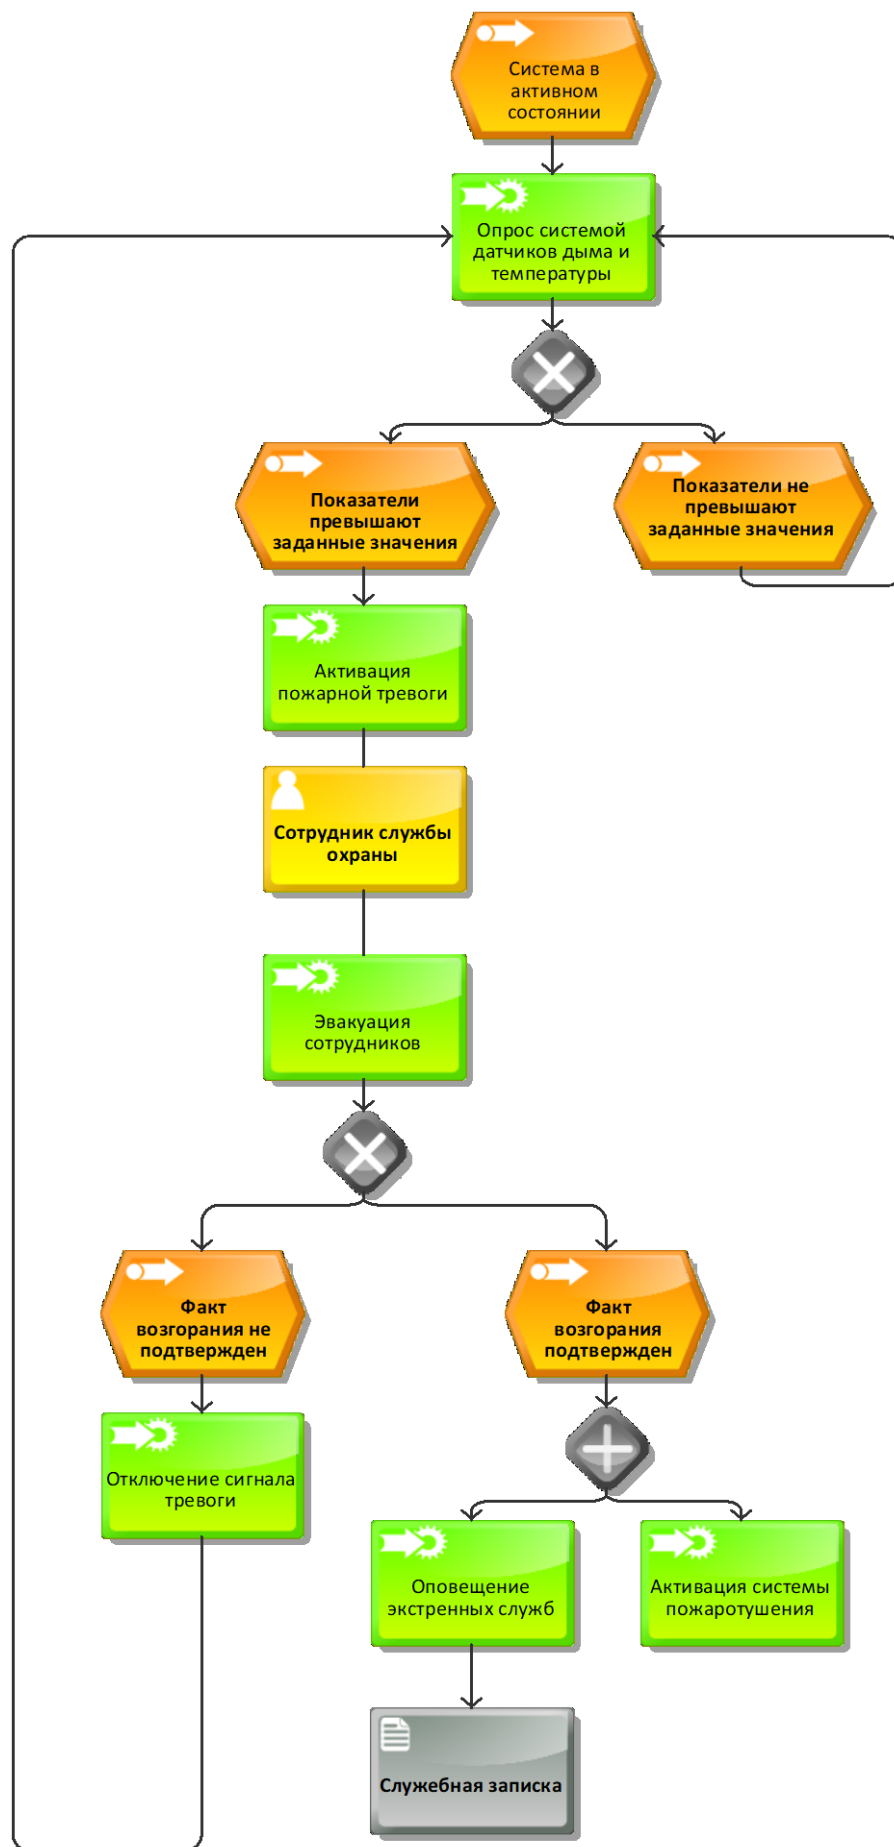 Система в
активном
состоянии
Опрос системой
датчиков дыма и
температуры
Показатели
превышают
заданные значения
Показатели не
превышают
заданные значения
Активация
пожарной тревоги
Сотрудник службы
охраны
Эвакуация
сотрудников
Факт
возгорания не
подтвержден
Факт
возгорания
подтвержден
Отключение сигнала
тревоги
Оповещение
экстренных служб
Активация системы
пожаротушения
Служебная записка